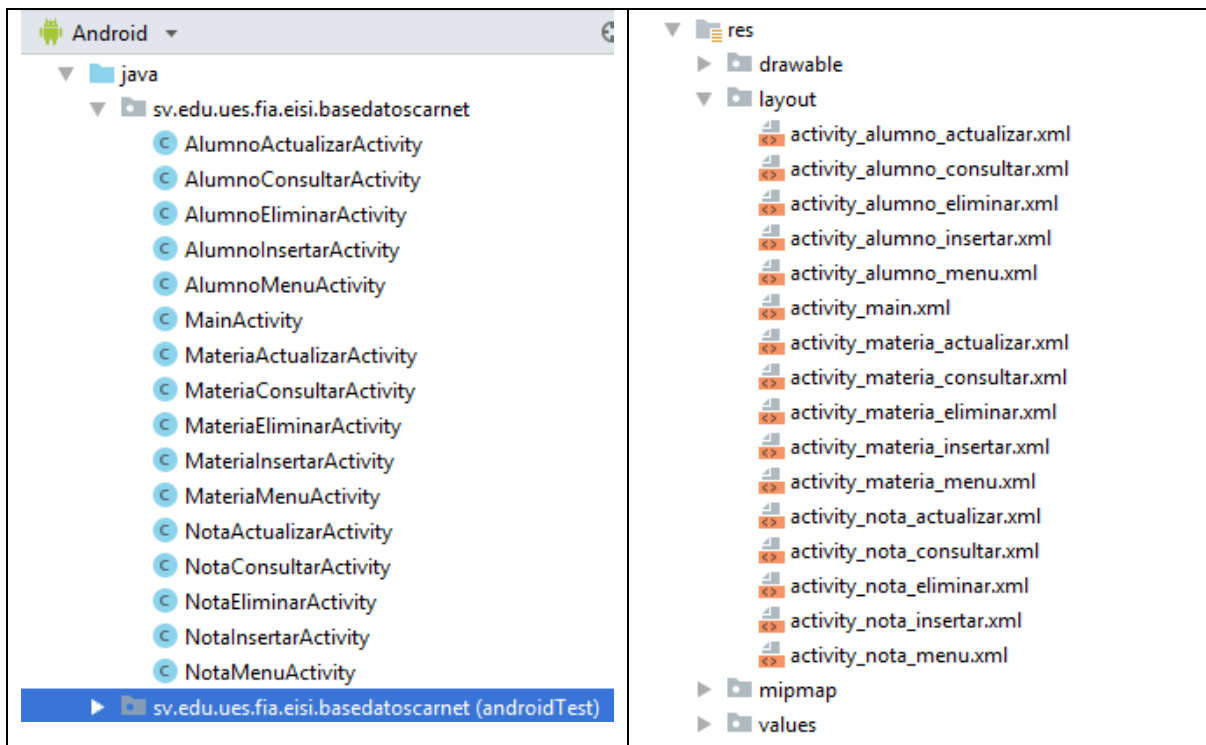 Android
java
sv.edu.ues.fia.eisi.basedatoscarnet
C AlumnoActualizarActivity
C AlumnoConsultarActivity
C AlumnoEliminarActivity
C AlumnoInsertarActivity
C AlumnoMenuActivity
C MainActivity
C MateriaActualizarActivity
C MateriaConsultarActivity
C MateriaEliminarActivity
C MateriaInsertarActivity
C MateriaMenuActivity
C NotaActualizarActivity
C NotaConsultarActivity
C NotaEliminarActivity
C NotaInsertarActivity
C NotaMenuActivity
sv.edu.ues.fia.eisi.basedatoscarnet (androidTest)
res
drawable
layout
activity_alumno_actualizar.xml
activity_alumno_consultar.xml
activity_alumno_eliminar.xml
activity_alumno_insertar.xml
activity_alumno_menu.xml
activity_main.xml
activity_materia_actualizar.xml
activity_materia_consultar.xml
activity_materia_eliminar.xml
activity_materia_insertar.xml
activity_materia_menu.xml
activity_nota_actualizar.xml
activity_nota_consultar.xml
activity_nota_eliminar.xml
activity_nota_insertar.xml
activity_nota_menu.xml
mipmap
values